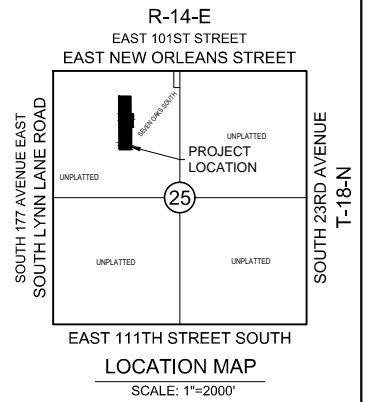 R-14-E
EAST 101ST STREET
EAST NEW ORLEANS STREET
SOUTH 177 AVENUE EAST
SOUTH LYNN LANE ROAD
SEVEN OAKS SOUTH
UNPLATTED
PROJECT
LOCATION
UNPLATTED
25
UNPLATTED
UNPLATTED
SOUTH 23RD AVENUE
T-18-N
EAST 111TH STREET SOUTH
LOCATION MAP
SCALE: 1"=2000'